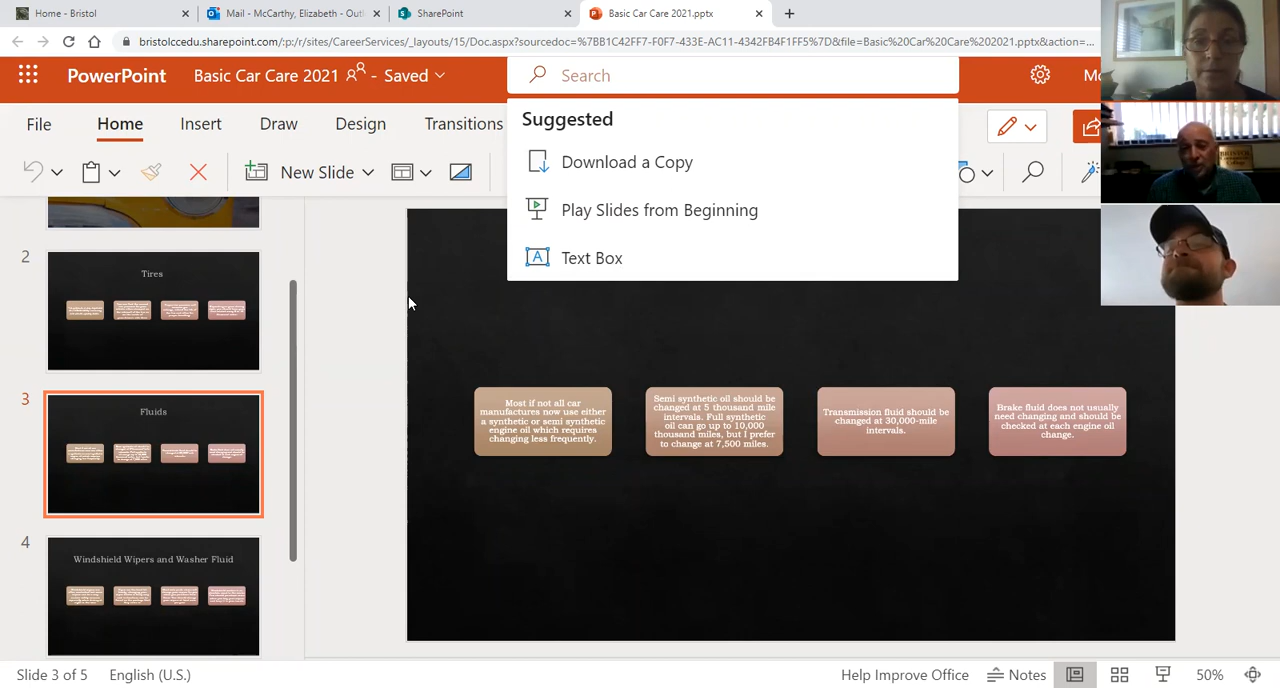 Home - Bristol
Mail - McCarthy, Elizabeth - Outl
SharePoint
Basic Car Care 2021.pptx
bristolccedu.sharepoint.com/:p:/r/sites/CareerServices/_layouts/15/Doc.aspx?sourcedoc=%7BB1C42FF7-F0F7-433E-AC11-4342FB4F1FF5%7D&file=Basic%20Car%20Care%202021.pptx&action=...
PowerPoint
Basic Car Care 2021 - Saved
Search
Mc
File
Home
Insert
Draw
Design
Transitions
New Slide
Suggested
Download a Copy
Play Slides from Beginning
Text Box
2
Tires
3
Fluids
4
Windshield Wipers and Washer Fluid
Most if not all car
manufactures now use either
a synthetic or semi synthetic
engine oil which requires
changing less frequently.
Semi synthetic oil should be
changed at 5 thousand mile
intervals. Full synthetic
oil can go up to 10,000
thousand miles, but I prefer
to change at 7,500 miles.
Transmission fluid should be
changed at 30,000-mile
intervals.
Brake fluid does not usually
need changing and should be
checked at each engine oil
change.
Slide 3 of 5
English (U.S.)
Help Improve Office
Notes
50%